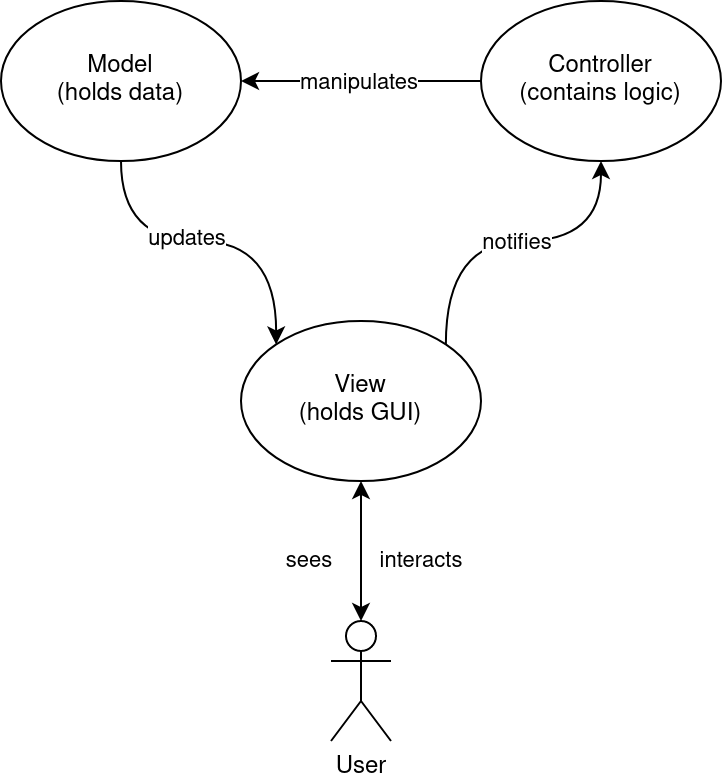 Model
(holds data)
manipulates
Controller
(contains logic)
updates
notifies
View
(holds GUI)
sees
interacts
User